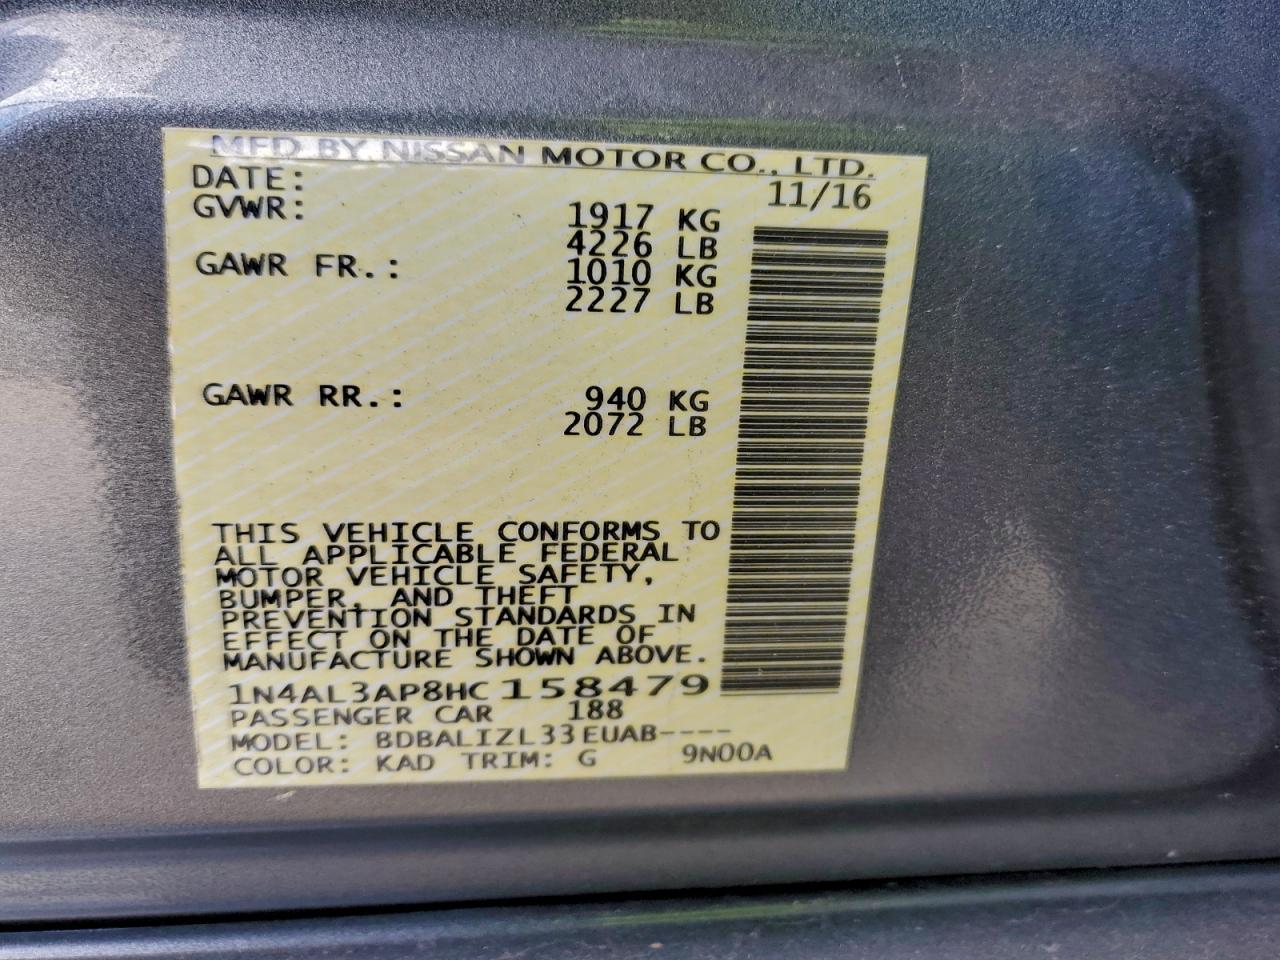 MFD BY NISSAN MOTOR CO., LTD.
DATE: 11/16
GVWR: 1917 KG
4226 LB
GAWR FR.: 1010 KG
2227 LB
GAWR RR.: 940 KG
2072 LB
THIS VEHICLE CONFORMS TO
ALL APPLICABLE FEDERAL
MOTOR VEHICLE SAFETY,
BUMPER, AND THEFT
PREVENTION STANDARDS IN
EFFECT ON THE DATE OF
MANUFACTURE SHOWN ABOVE.
1N4AL3AP8HC158479
PASSENGER CAR 188
MODEL: BDBALIZL33EUAB----
COLOR: KAD TRIM: G 9N00A